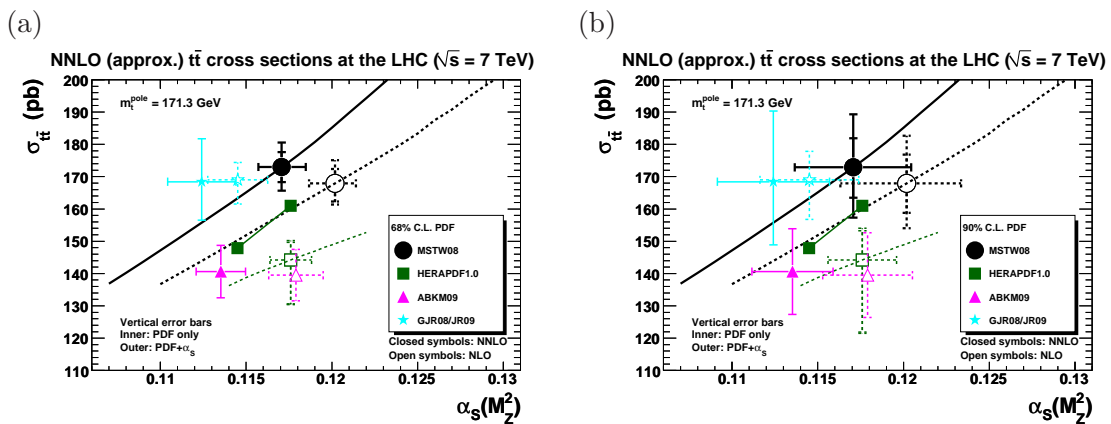 (a)
NNLO (approx.) tt̄ cross sections at the LHC (√s = 7 TeV)
σ_tt̄ (pb)
200
190
180
170
160
150
140
130
120
110
m_t^pole = 171.3 GeV
68% C.L. PDF
MSTW08
HERAPDF1.0
ABKM09
GJR08/JR09
Vertical error bars
Inner: PDF only
Outer: PDF+α_S
Closed symbols: NNLO
Open symbols: NLO
0.11 0.115 0.12 0.125 0.13
α_S(M_Z^2)
(b)
NNLO (approx.) tt̄ cross sections at the LHC (√s = 7 TeV)
σ_tt̄ (pb)
200
190
180
170
160
150
140
130
120
110
m_t^pole = 171.3 GeV
90% C.L. PDF
MSTW08
HERAPDF1.0
ABKM09
GJR08/JR09
Vertical error bars
Inner: PDF only
Outer: PDF+α_S
Closed symbols: NNLO
Open symbols: NLO
0.11 0.115 0.12 0.125 0.13
α_S(M_Z^2)